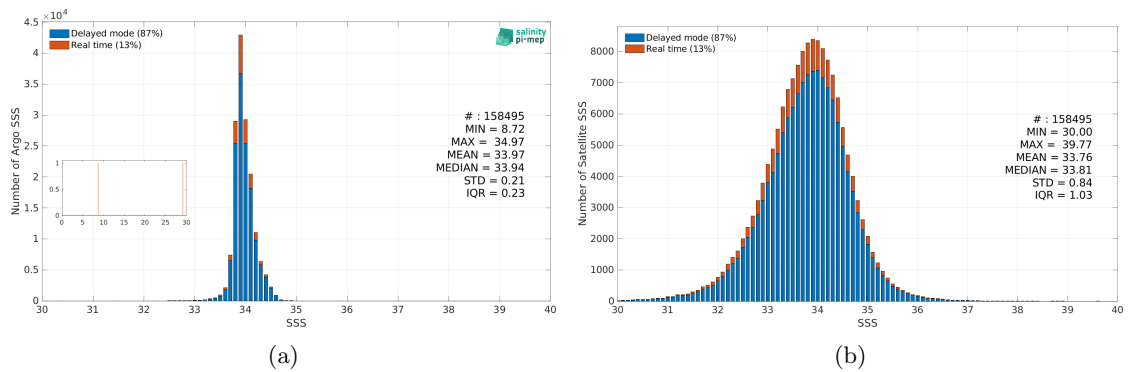 ×10^4
4.5
4
3.5
3
2.5
2
1.5
1
0.5
0
Number of Argo SSS
Delayed mode (87%)
Real time (13%)
salinity
pi-mep
# : 158495
MIN = 8.72
MAX = 34.97
MEAN = 33.97
MEDIAN = 33.94
STD = 0.21
IQR = 0.23
1
0.5
0
0 5 10 15 20 25 30
30 31 32 33 34 35 36 37 38 39 40
SSS
(a)
8000
7000
6000
5000
4000
3000
2000
1000
0
Number of Satellite SSS
Delayed mode (87%)
Real time (13%)
# : 158495
MIN = 30.00
MAX = 39.77
MEAN = 33.76
MEDIAN = 33.81
STD = 0.84
IQR = 1.03
30 31 32 33 34 35 36 37 38 39 40
SSS
(b)